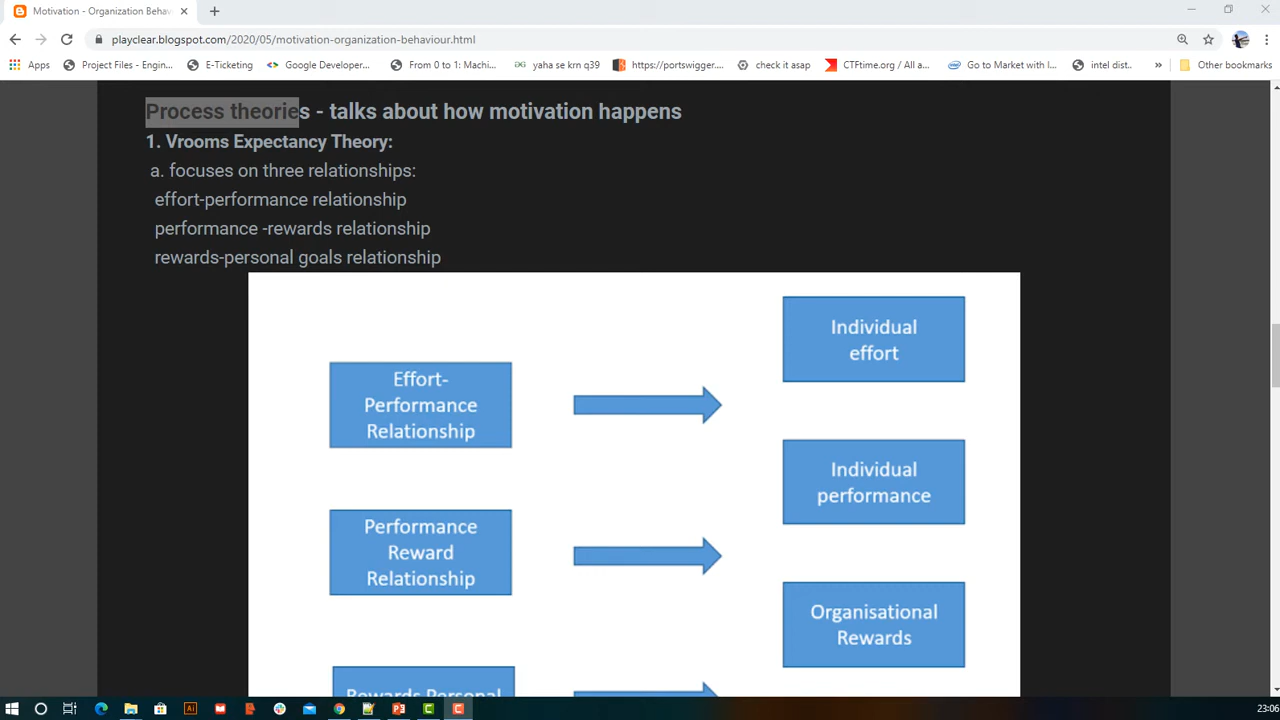 Motivation - Organization Behav
playclear.blogspot.com/2020/05/motivation-organization-behaviour.html
Apps
Project Files - Engin...
E-Ticketing
Google Developer...
From 0 to 1: Machi...
yaha se krn q39
https://portswigger....
check it asap
CTFtime.org / All a...
Go to Market with I...
intel dist...
»
Other bookmarks
Process theories - talks about how motivation happens
1. Vrooms Expectancy Theory:
a. focuses on three relationships:
effort-performance relationship
performance -rewards relationship
rewards-personal goals relationship
Individual
effort
Effort-
Performance
Relationship
Individual
performance
Performance
Reward
Relationship
Organisational
Rewards
Rewards Personal
23:06